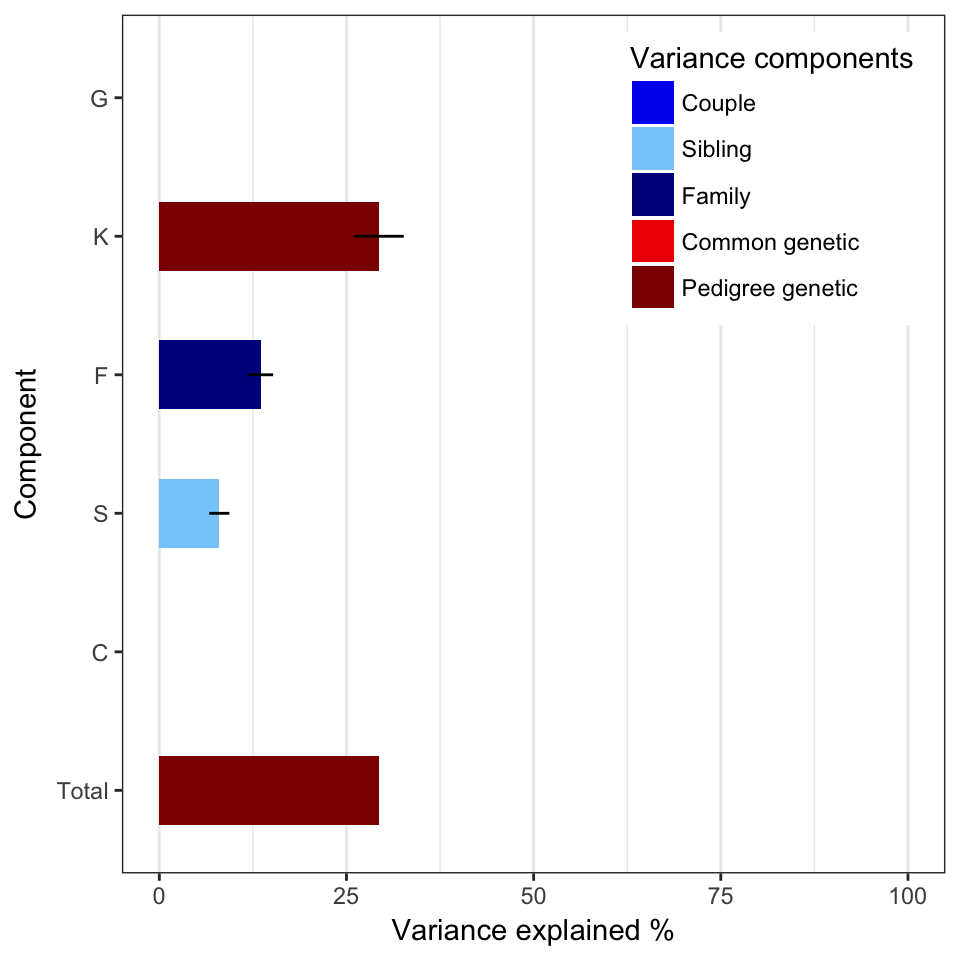 Variance components
Couple
Sibling
Family
Common genetic
Pedigree genetic
G
K
F
S
C
Total
Component
0 25 50 75 100
Variance explained %